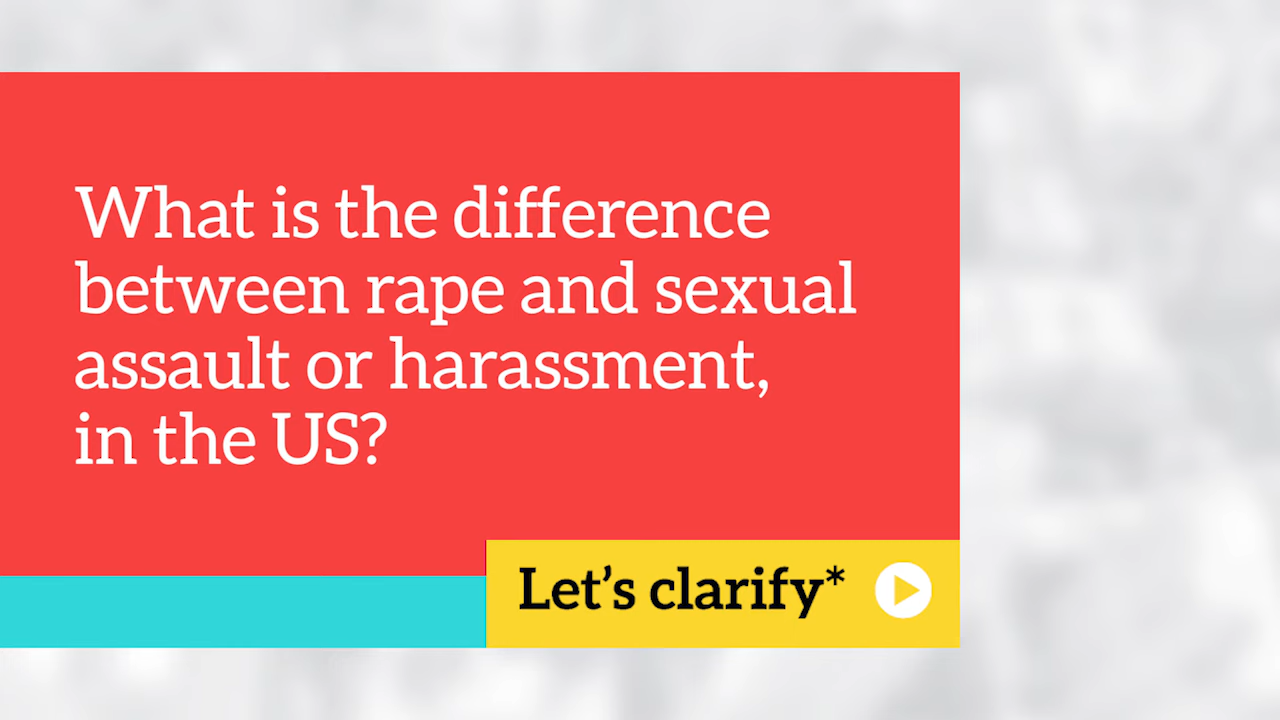 What is the difference
between rape and sexual
assault or harassment,
in the US?
Let’s clarify*